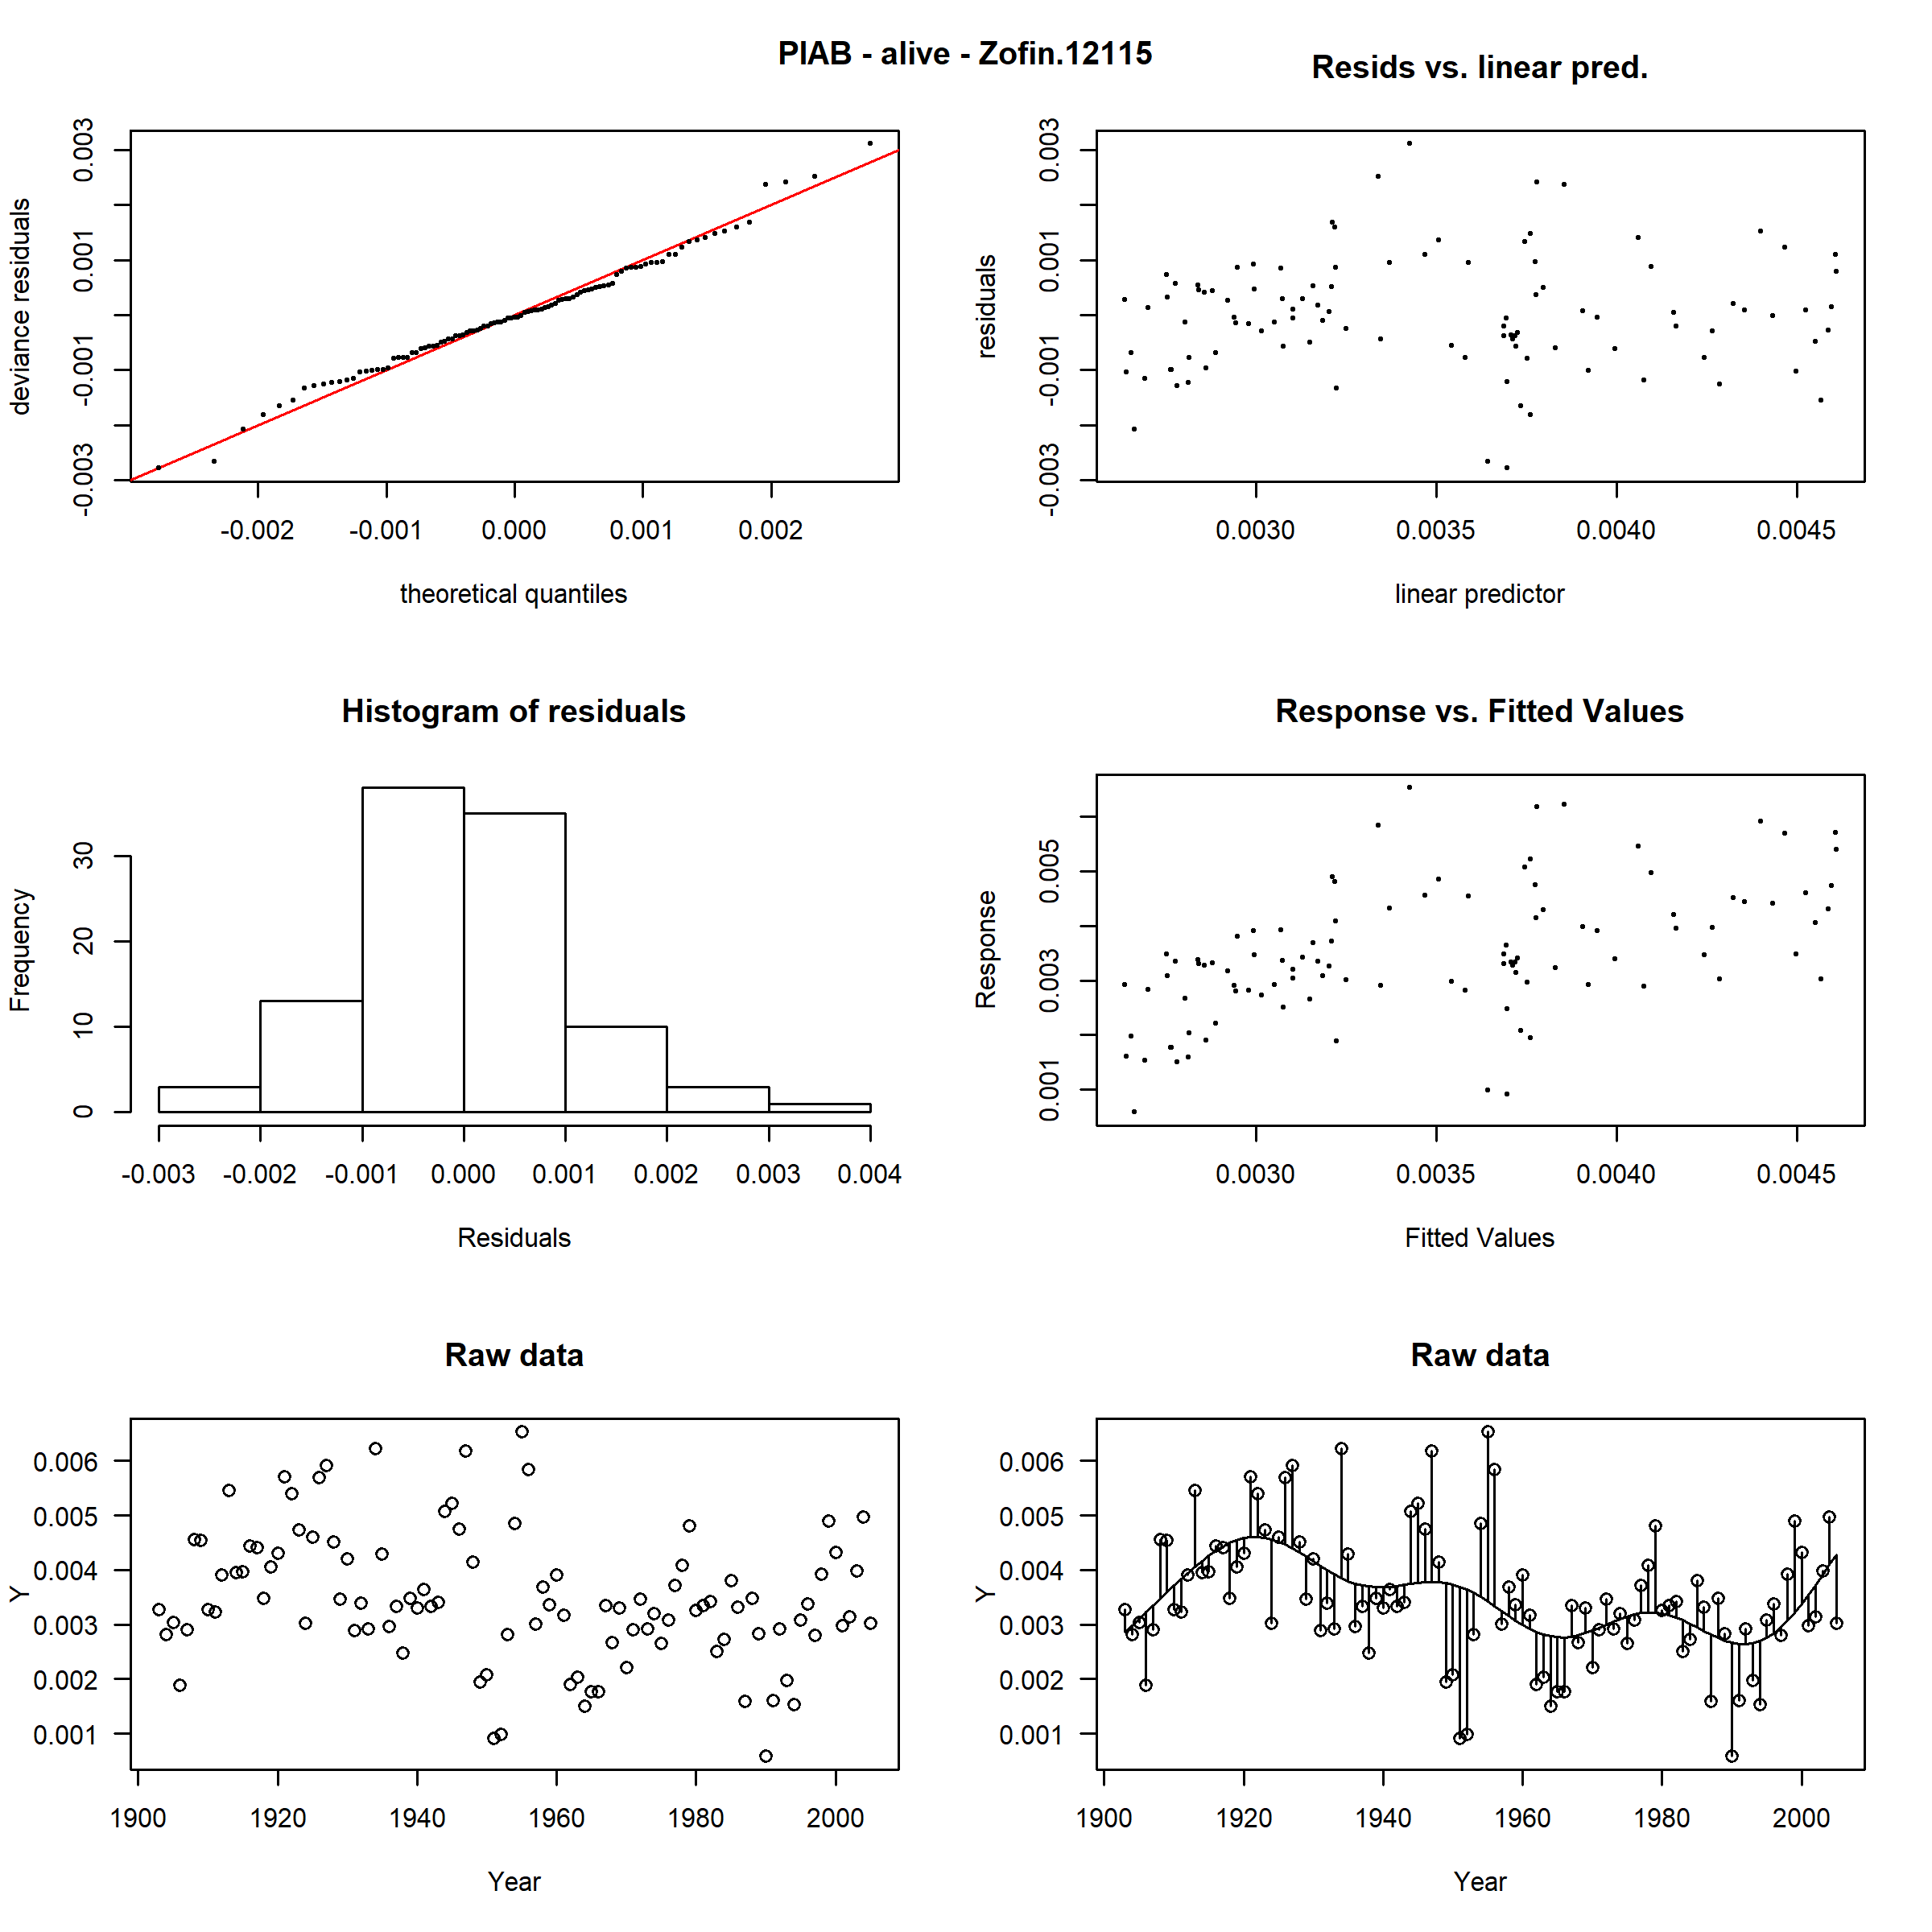 PIAB - alive - Zofin.12115
Resids vs. linear pred.
deviance residuals
-0.003 -0.001 0.001 0.003
-0.002 -0.001 0.000 0.001 0.002
theoretical quantiles
residuals
-0.003 -0.001 0.001 0.003
0.0030 0.0035 0.0040 0.0045
linear predictor
Histogram of residuals
Frequency
0 10 20 30
-0.003 -0.002 -0.001 0.000 0.001 0.002 0.003 0.004
Residuals
Response vs. Fitted Values
Response
0.001 0.003 0.005
0.0030 0.0035 0.0040 0.0045
Fitted Values
Raw data
Y
0.006
0.005
0.004
0.003
0.002
0.001
1900 1920 1940 1960 1980 2000
Year
Raw data
Y
0.006
0.005
0.004
0.003
0.002
0.001
1900 1920 1940 1960 1980 2000
Year